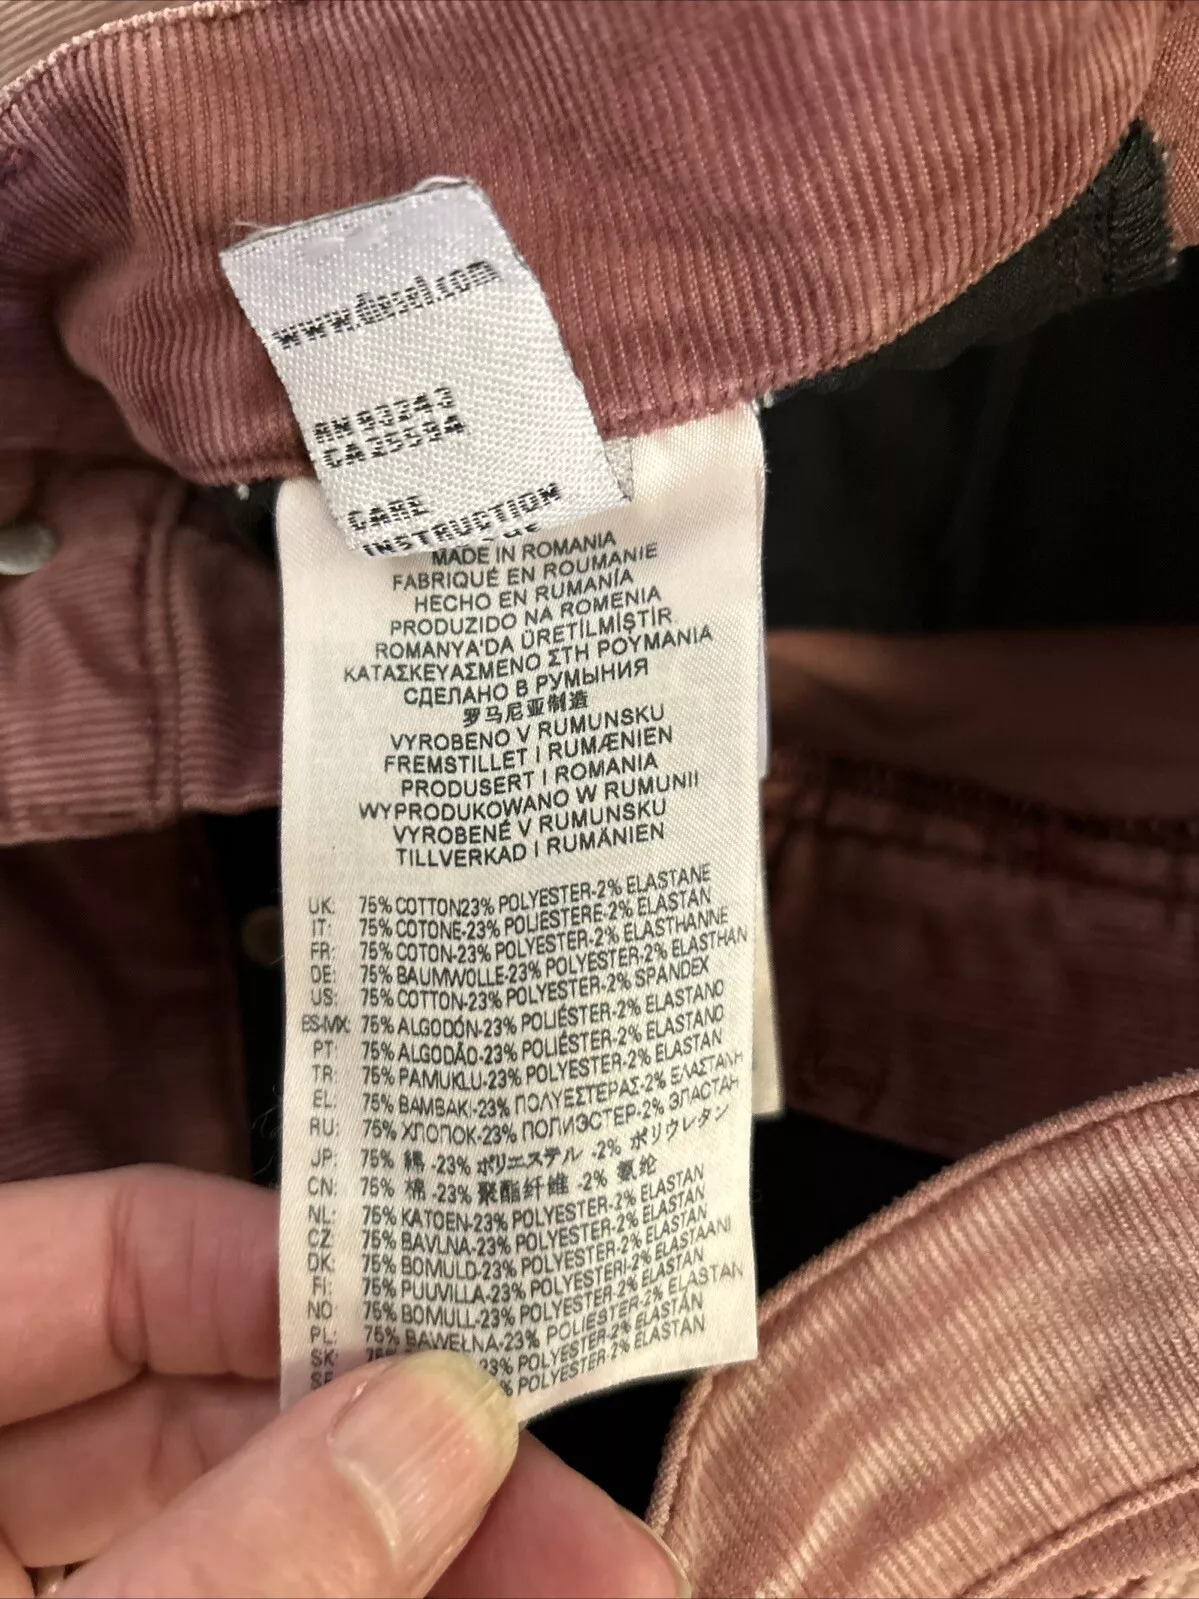 www.diesel.com
RN 93243
CA 25594
CARE
INSTRUCTION
MADE IN ROMANIA
FABRIQUÉ EN ROUMANIE
HECHO EN RUMANÍA
PRODUZIDO NA ROMENIA
ROMANYA'DA ÜRETİLMİŞTİR
ΚΑΤΑΣΚΕΥΑΣΜΕΝΟ ΣΤΗ ΡΟΥΜΑΝΙΑ
СДЕЛАНО В РУМЫНИЯ
罗马尼亚制造
VYROBENO V RUMUNSKU
FREMSTILLET I RUMÆNIEN
PRODUSERT I ROMANIA
WYPRODUKOWANO W RUMUNII
VYROBENÉ V RUMUNSKU
TILLVERKAD I RUMÄNIEN
UK: 75% COTTON23% POLYESTER-2% ELASTANE
IT: 75% COTONE-23% POLIESTERE-2% ELASTAN
FR: 75% COTON-23% POLYESTER-2% ELASTHANNE
DE: 75% BAUMWOLLE-23% POLYESTER-2% ELASTHAN
US: 75% COTTON-23% POLYESTER-2% SPANDEX
ES-MX: 75% ALGODÓN-23% POLIÉSTER-2% ELASTANO
PT: 75% ALGODÃO-23% POLIÉSTER-2% ELASTANO
TR: 75% PAMUKLU-23% POLYESTER-2% ELASTAN
EL: 75% ΒΑΜΒΑΚΙ-23% ΠΟΛΥΕΣΤΕΡΑΣ-2% ΕΛΑΣΤΑΝΗ
RU: 75% ХЛОПОК-23% ПОЛИЭСТЕР-2% ЭЛАСТАН
JP: 75% 綿 -23% ポリエステル -2% ポリウレタン
CN: 75% 棉 -23% 聚酯纤维 -2% 氨纶
NL: 75% KATOEN-23% POLYESTER-2% ELASTAN
CZ 75% BAVLNA-23% POLYESTER-2% ELASTAN
DK: 75% BOMULD-23% POLYESTER-2% ELASTAN
FI: 75% PUUVILLA-23% POLYESTERI-2% ELASTAANI
NO: 75% BOMULL-23% POLYESTER-2% ELASTAN
PL: 75% BAWEŁNA-23% POLIESTER-2% ELASTAN
SK: 23% POLYESTER-2% ELASTÁN
% POLYESTER-2% ELASTAN